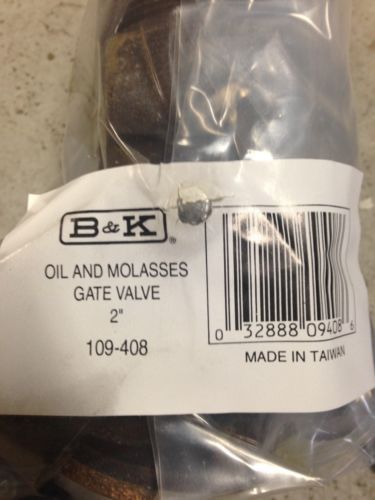 B&K®
OIL AND MOLASSES
GATE VALVE
2"
109-408
0 32888 09408 6
MADE IN TAIWAN